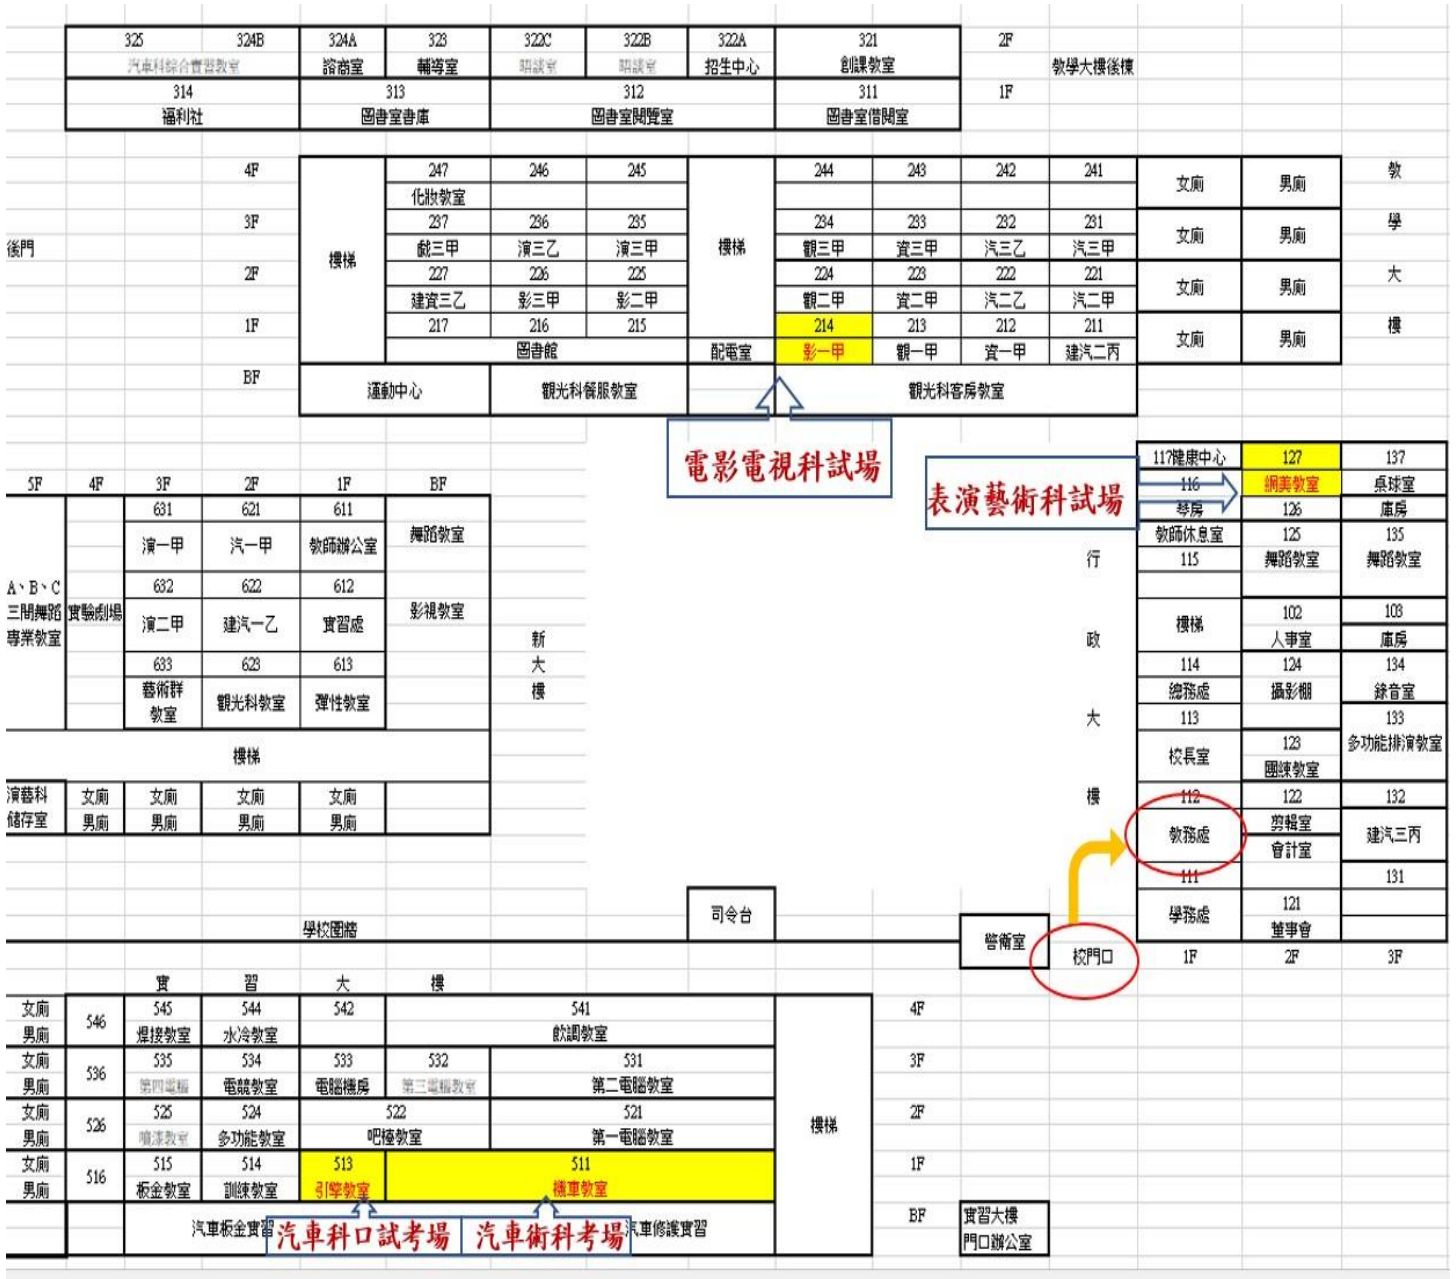 325 324B 324A 323 322C 322B 322A 321 2F
汽車科綜合實習教室 諮商室 輔導室 晤談室 晤談室 招生中心 創課教室 教學大樓後棟
314 313 312 311 1F
福利社 圖書室書庫 圖書室閱覽室 圖書室借閱室
4F 247 246 245 244 243 242 241 女廁 男廁 教
化妝教室
3F 237 236 235 234 233 232 231 女廁 男廁 學
後門 樓梯 戲三甲 演三乙 演三甲 樓梯 觀三甲 資三甲 汽三乙 汽三甲
2F 227 226 225 224 223 222 221 女廁 男廁 大
建資三乙 影三甲 影二甲 觀二甲 資二甲 汽二乙 汽二甲
1F 217 216 215 214 213 212 211 女廁 男廁 樓
圖書館 配電室 影一甲 觀一甲 資一甲 建汽二丙
BF 運動中心 觀光科餐服教室 觀光科客房教室
電影電視科試場
表演藝術科試場
117健康中心 127 137
116 網美教室 桌球室
琴房 126 庫房
教師休息室 125 135
115 舞蹈教室 舞蹈教室
樓梯 102 103
人事室 庫房
114 124 134
總務處 攝影棚 錄音室
113 133
校長室 123 多功能排演教室
團練教室
112 122 132
教務處 剪輯室 建汽三丙
會計室
111 131
學務處 121
董事會
1F 2F 3F
行
政
大
樓
5F 4F 3F 2F 1F BF
631 621 611
演一甲 汽一甲 教師辦公室 舞蹈教室
A、B、C 632 622 612
三間舞蹈 實驗劇場 演二甲 建汽一乙 實習處 影視教室
專業教室
633 623 613
藝術群 觀光科教室 彈性教室
教室
新
大
樓
樓梯
演藝科 女廁 女廁 女廁 女廁
儲存室 男廁 男廁 男廁 男廁
司令台
學校圍牆
警衛室 校門口
實 習 大 樓
女廁 546 545 544 542 541 4F
男廁 焊接教室 水冷教室 飲調教室
女廁 536 535 534 533 532 531 3F
男廁 第四電腦 電競教室 電腦機房 第三電腦教室 第二電腦教室
女廁 526 525 524 522 521 樓梯 2F
男廁 噴漆教室 多功能教室 吧檯教室 第一電腦教室
女廁 516 515 514 513 511 1F
男廁 板金教室 訓練教室 引擎教室 機車教室
汽車板金實習 汽車修護實習 BF 實習大樓
門口辦公室
汽車科口試考場
汽車術科考場